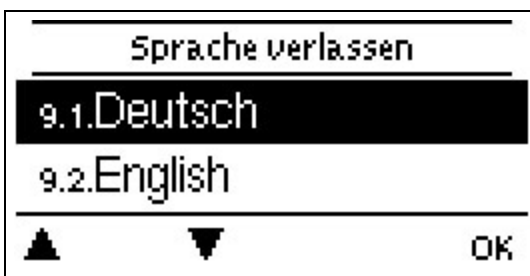 Sprache verlassen
9.1.Deutsch
9.2.English
▲ ▼ OK